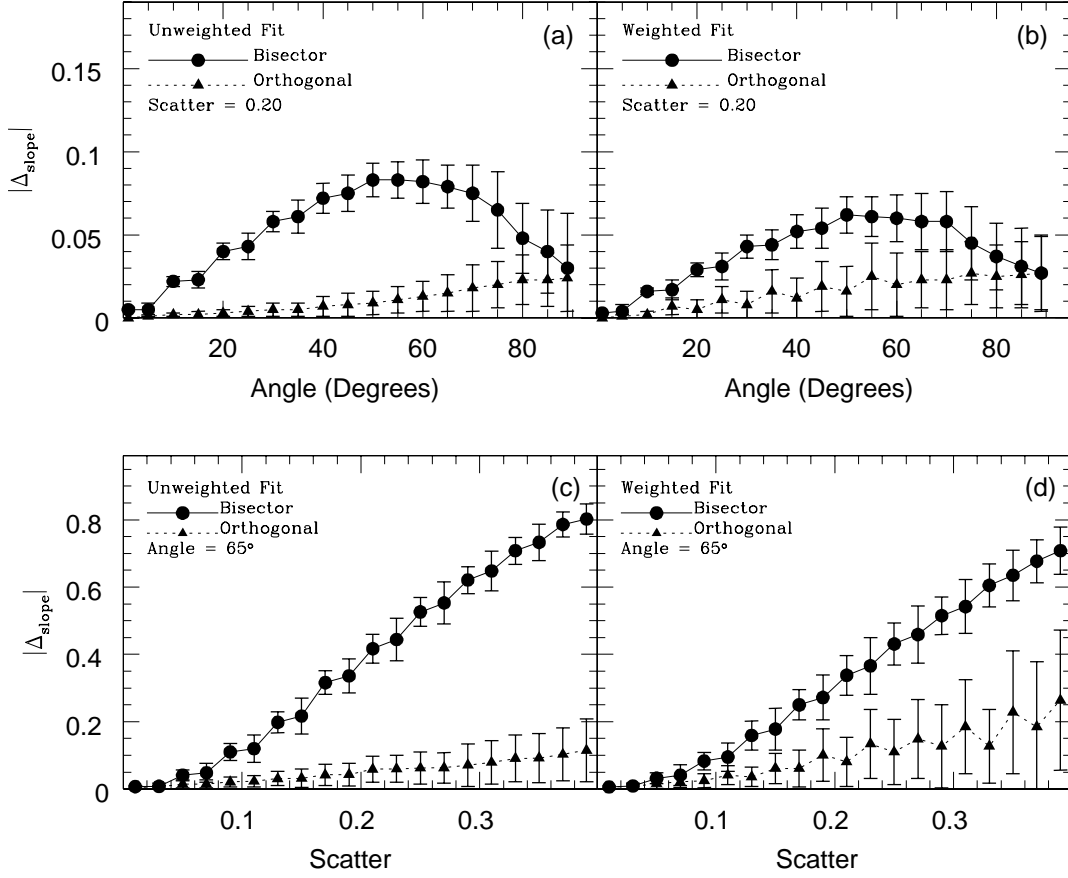 Unweighted Fit
Bisector
Orthogonal
Scatter = 0.20
(a)
Weighted Fit
Bisector
Orthogonal
Scatter = 0.20
(b)
0.15
0.1
0.05
0
|Δslope|
20 40 60 80
20 40 60 80
Angle (Degrees)
Angle (Degrees)
Unweighted Fit
Bisector
Orthogonal
Angle = 65°
(c)
Weighted Fit
Bisector
Orthogonal
Angle = 65°
(d)
0.8
0.6
0.4
0.2
0
|Δslope|
0.1 0.2 0.3
0.1 0.2 0.3
Scatter
Scatter